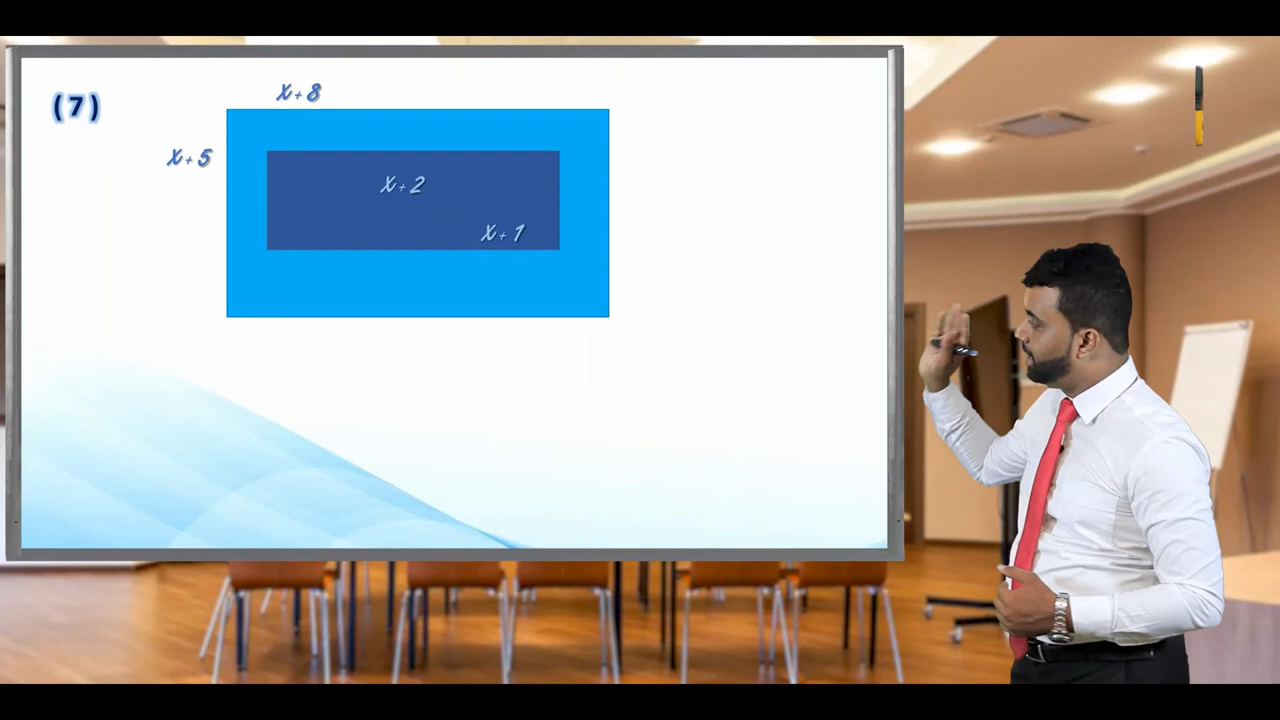 (7)
x + 8
x + 5
x + 2
x + 1